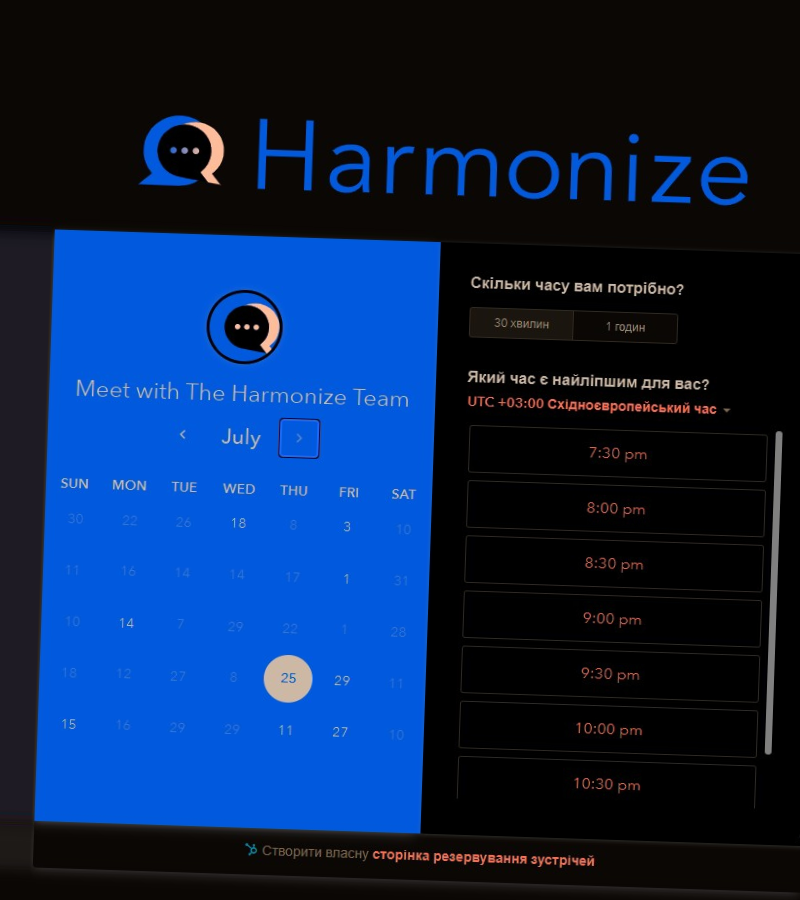 Harmonize
Meet with The Harmonize Team
July
SUN MON TUE WED THU FRI SAT
30 22 26 18 8 3 10
11 16 14 14 17 1 31
10 14 7 29 22 1 28
18 12 27 8 25 29 11
15 16 29 29 11 27 10
Скільки часу вам потрібно?
30 хвилин 1 годин
Який час є найліпшим для вас?
UTC +03:00 Східноєвропейський час
7:30 pm
8:00 pm
8:30 pm
9:00 pm
9:30 pm
10:00 pm
10:30 pm
Створити власну сторінка резервування зустрічей